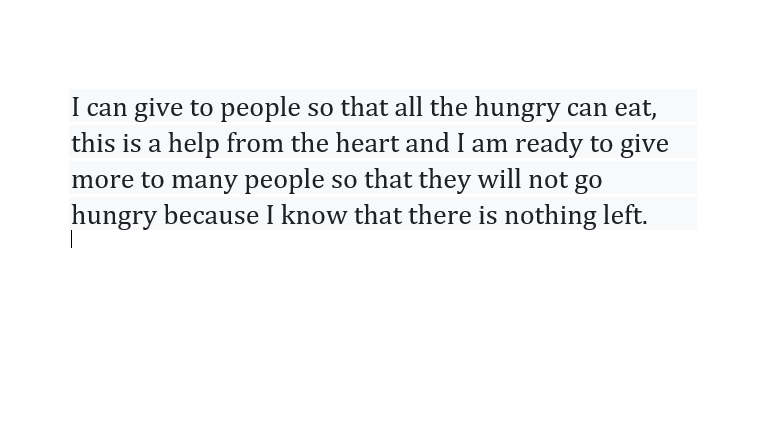 I can give to people so that all the hungry can eat,
this is a help from the heart and I am ready to give
more to many people so that they will not go
hungry because I know that there is nothing left.